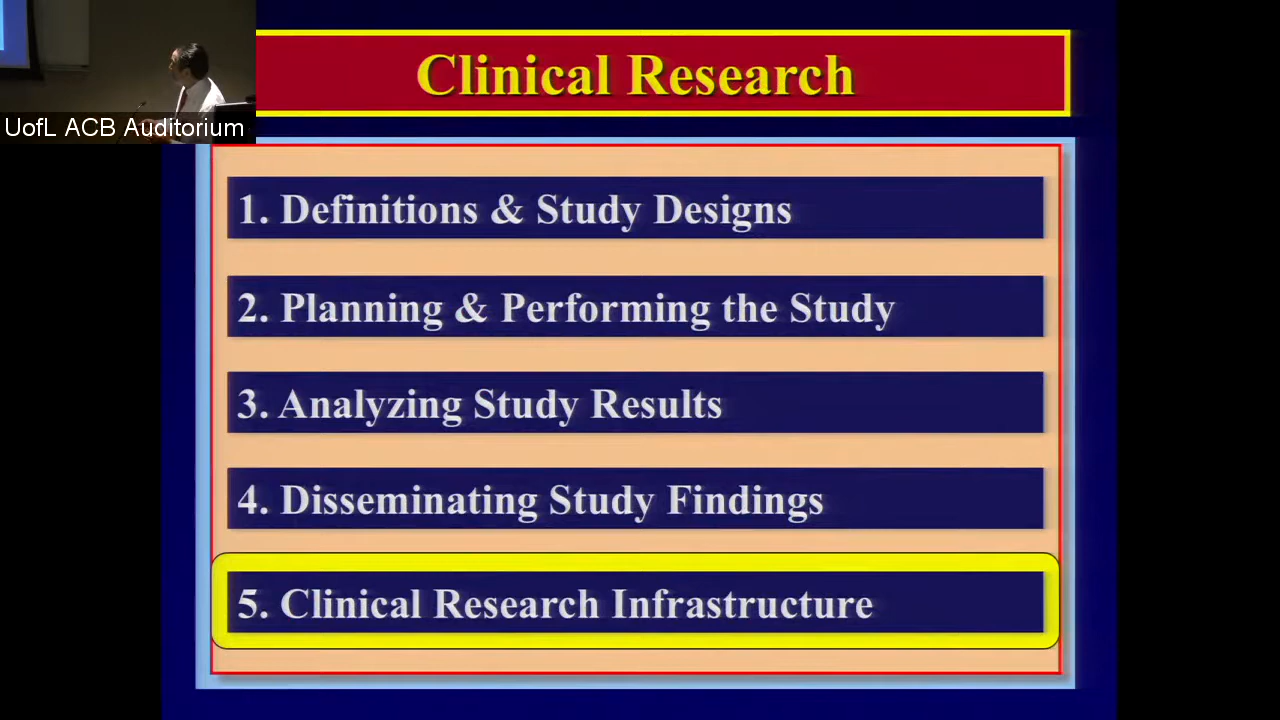 Clinical Research
UofL ACB Auditorium
1. Definitions & Study Designs
2. Planning & Performing the Study
3. Analyzing Study Results
4. Disseminating Study Findings
5. Clinical Research Infrastructure